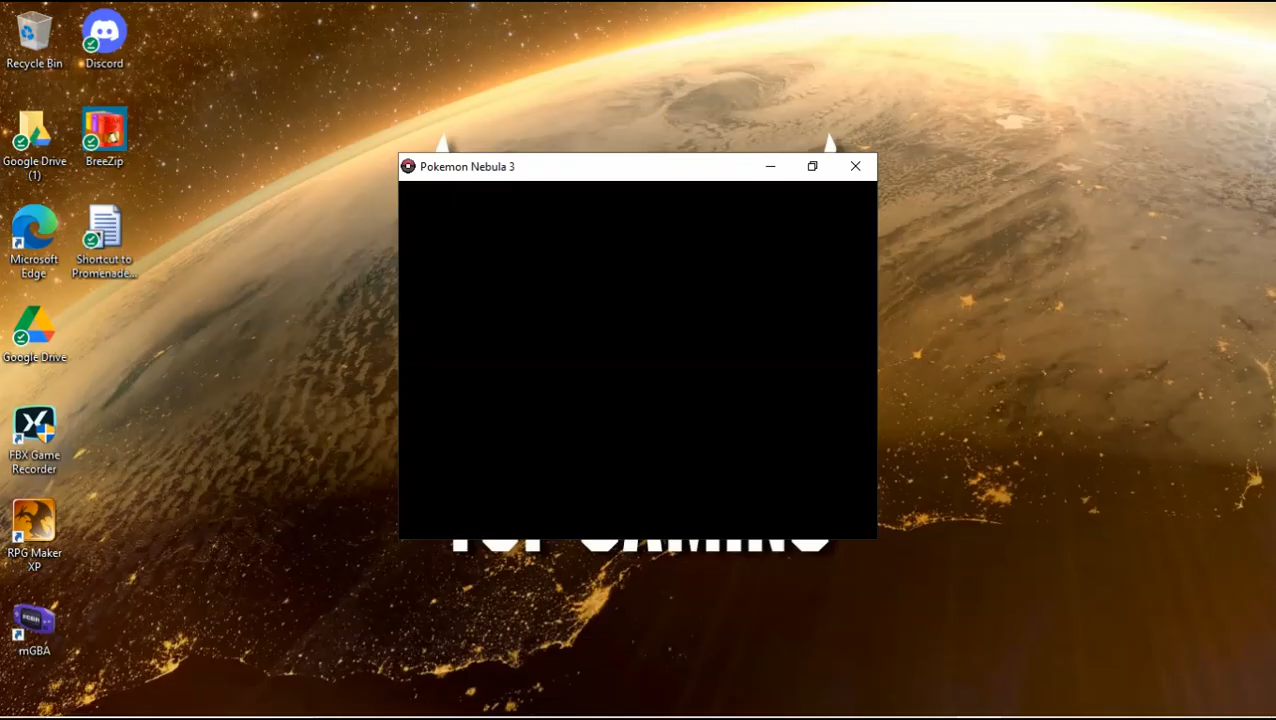 Recycle Bin
Discord
Google Drive
(1)
BreeZip
Microsoft
Edge
Shortcut to
Promenade...
Google Drive
FBX Game
Recorder
RPG Maker
XP
mGBA
Pokemon Nebula 3